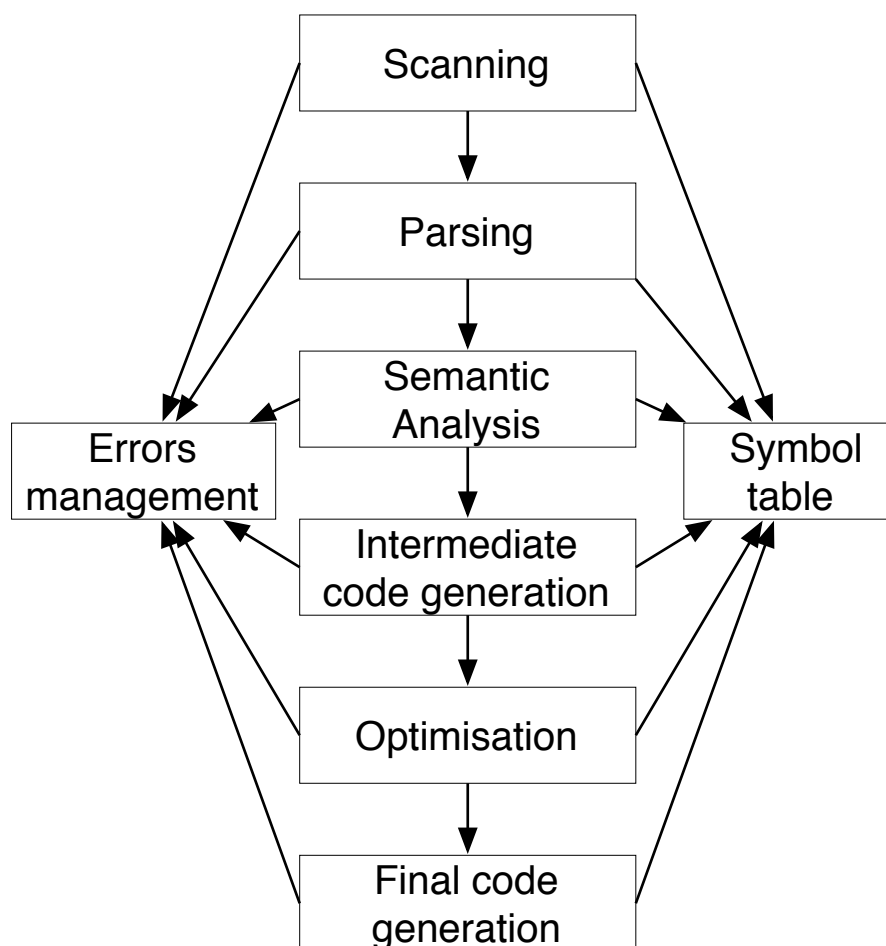 Scanning
Parsing
Semantic
Analysis
Errors
management
Symbol
table
Intermediate
code generation
Optimisation
Final code
generation